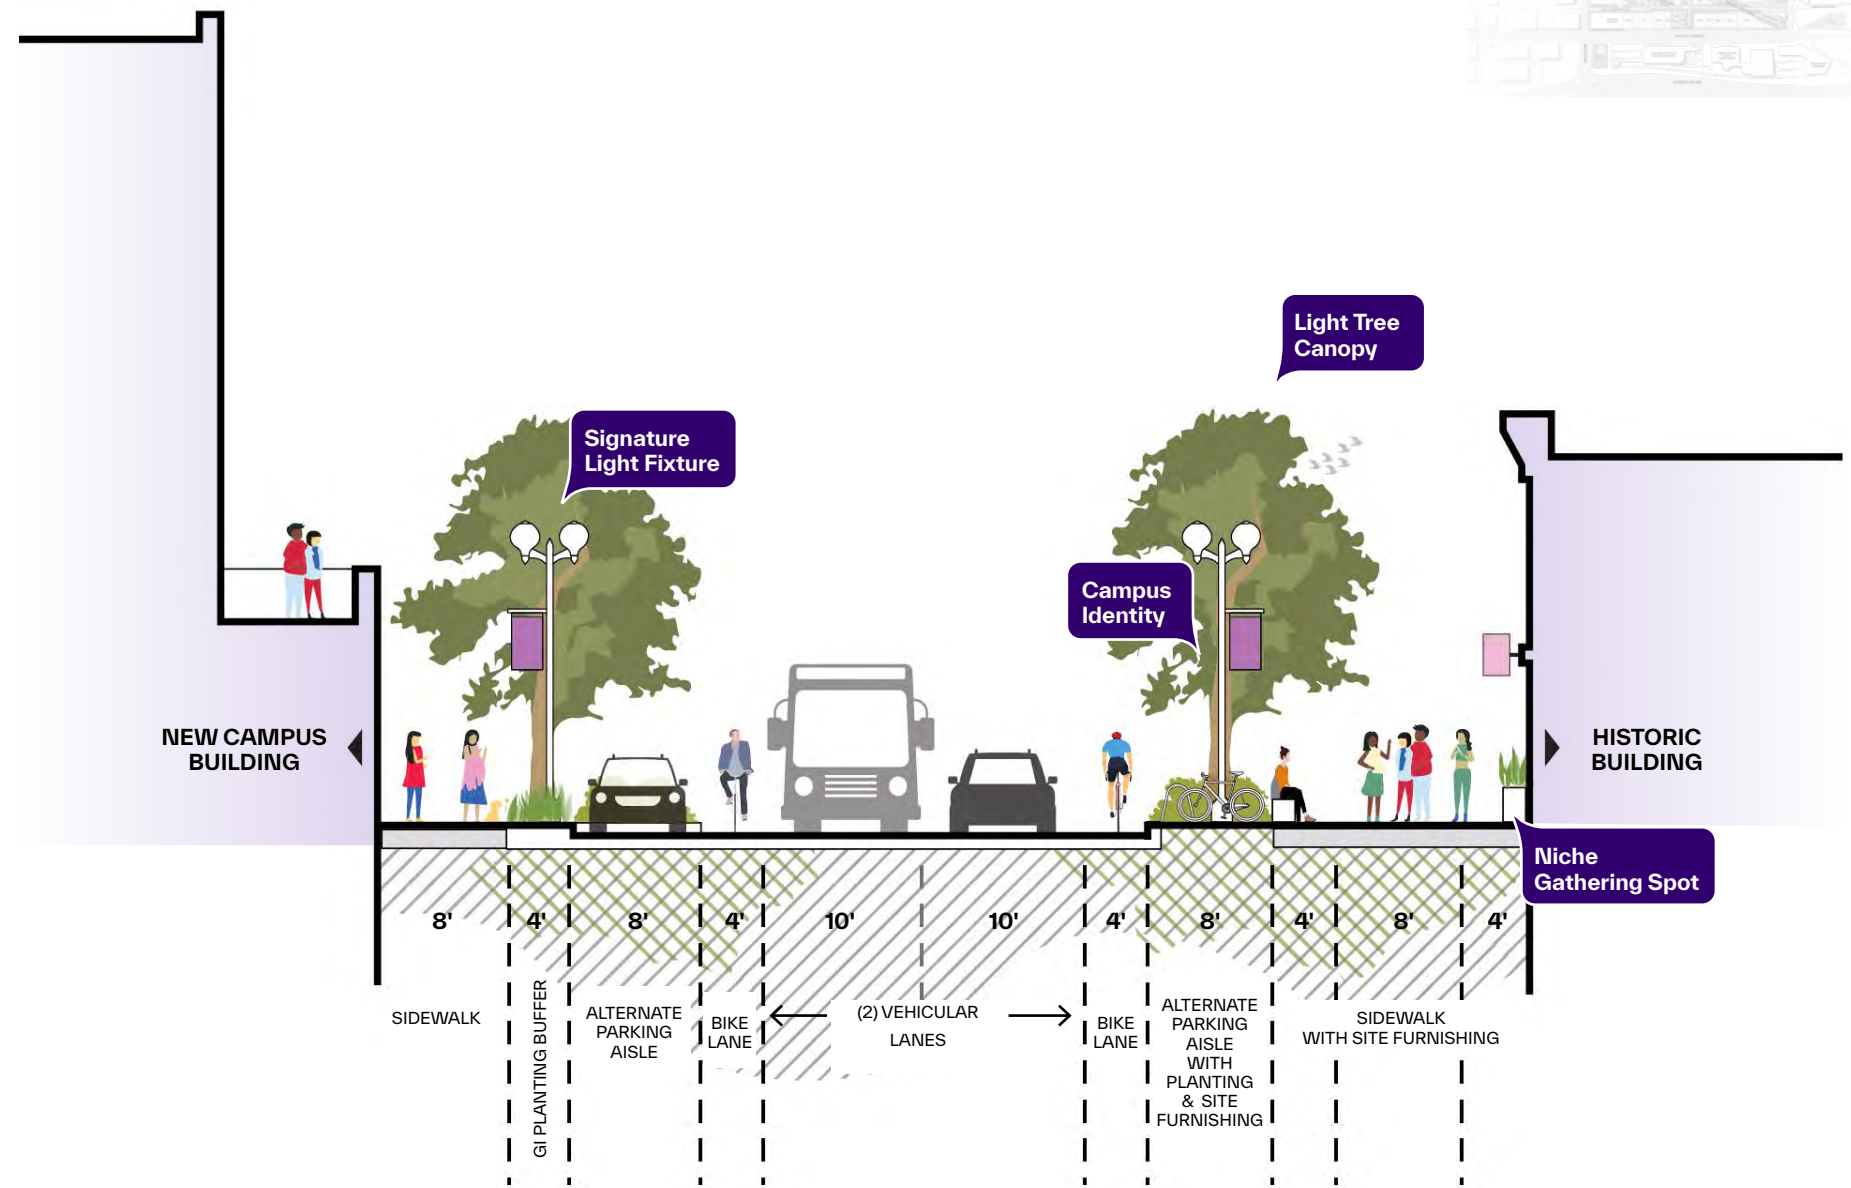 Light Tree
Canopy
Signature
Light Fixture
Campus
Identity
NEW CAMPUS
BUILDING
HISTORIC
BUILDING
Niche
Gathering Spot
8'
4'
8'
4'
10'
10'
4'
8'
4'
8'
4'
SIDEWALK
GI PLANTING BUFFER
ALTERNATE
PARKING
AISLE
BIKE
LANE
(2) VEHICULAR
LANES
BIKE
LANE
ALTERNATE
PARKING
AISLE
WITH
PLANTING
& SITE
FURNISHING
SIDEWALK
WITH SITE FURNISHING